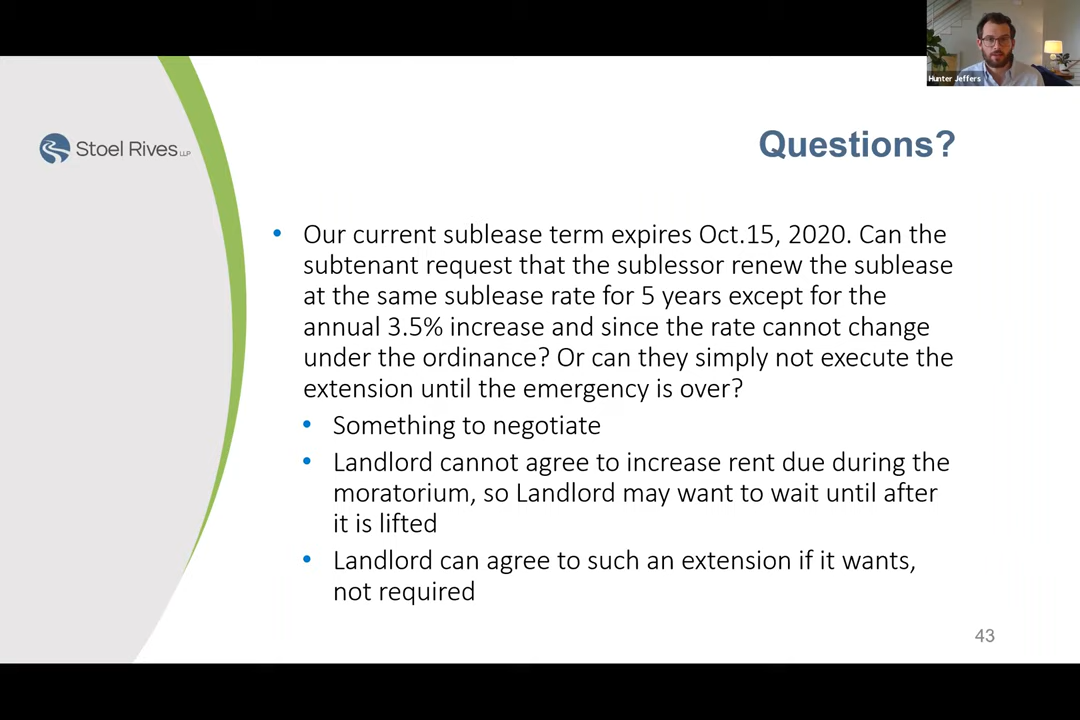 Hunter Jeffers
Stoel Rives LLP
Questions?
• Our current sublease term expires Oct.15, 2020. Can the
subtenant request that the sublessor renew the sublease
at the same sublease rate for 5 years except for the
annual 3.5% increase and since the rate cannot change
under the ordinance? Or can they simply not execute the
extension until the emergency is over?
• Something to negotiate
• Landlord cannot agree to increase rent due during the
moratorium, so Landlord may want to wait until after
it is lifted
• Landlord can agree to such an extension if it wants,
not required
43